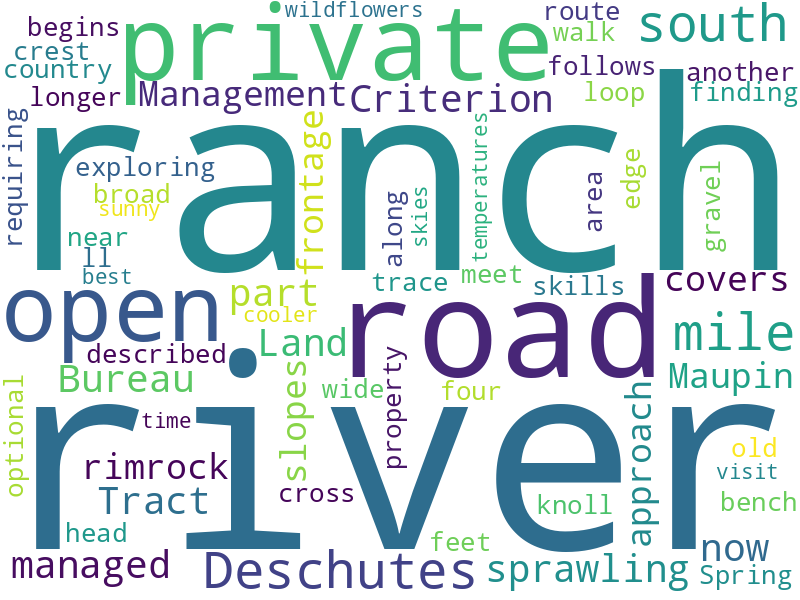 begins
private
wildflowers
route
south
crest
walk
country
follows
another
longer
Management
Criterion
loop
finding
requiring
ranch
exploring
frontage
temperatures
broad
sunny
along
skies
area
edge
gravel
near
ll
best
trace
meet
skills
covers
open
part
cooler
road
mile
described
Land
Bureau
slopes
wide
property
four
approach
Maupin
optional
time
river
rimrock
old
visit
Tract
cross
knoll
bench
head
feet
now
managed
Deschutes
sprawling
Spring